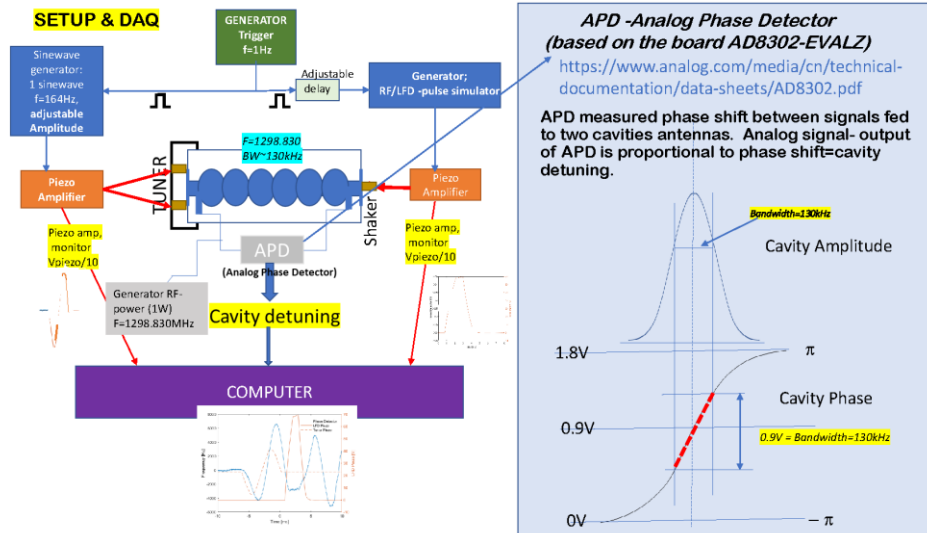 SETUP & DAQ
GENERATOR
Trigger
f=1Hz
Sinewave
generator:
1 sinewave
f=164Hz,
adjustable
Amplitude
Adjustable
delay
Generator;
RF/LFD -pulse simulator
F=1298.830
BW~130kHz
TUNER
Piezo
Amplifier
Shaker
Piezo
Amplifier
Piezo amp,
monitor
Vpiezo/10
APD
(Analog Phase Detector)
Piezo amp,
monitor
Vpiezo/10
Generator RF-
power (1W)
F=1298.830MHz
Cavity detuning
COMPUTER
Frequency [Hz]
Time [ms]
APD -Analog Phase Detector
(based on the board AD8302-EVALZ)
https://www.analog.com/media/cn/technical-
documentation/data-sheets/AD8302.pdf
APD measured phase shift between signals fed
to two cavities antennas. Analog signal- output
of APD is proportional to phase shift=cavity
detuning.
Bandwidth=130kHz
Cavity Amplitude
1.8V
π
Cavity Phase
0.9V
0.9V = Bandwidth=130kHz
0V
– π